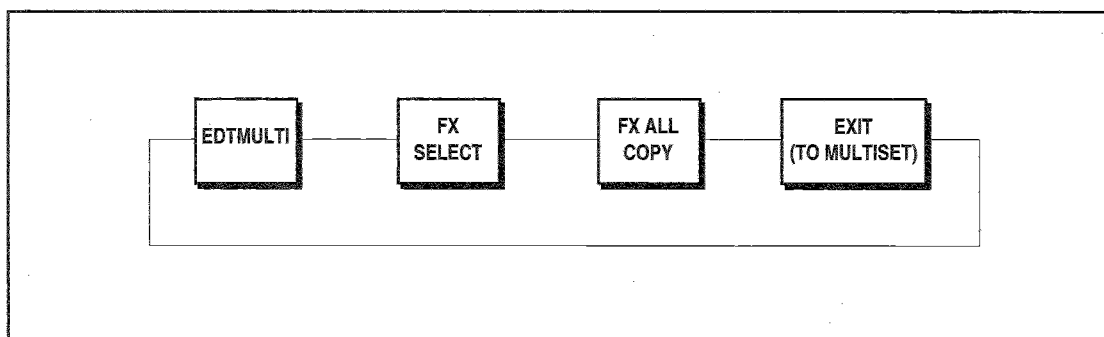 EDTMULTI
FX
SELECT
FX ALL
COPY
EXIT
(TO MULTISET)